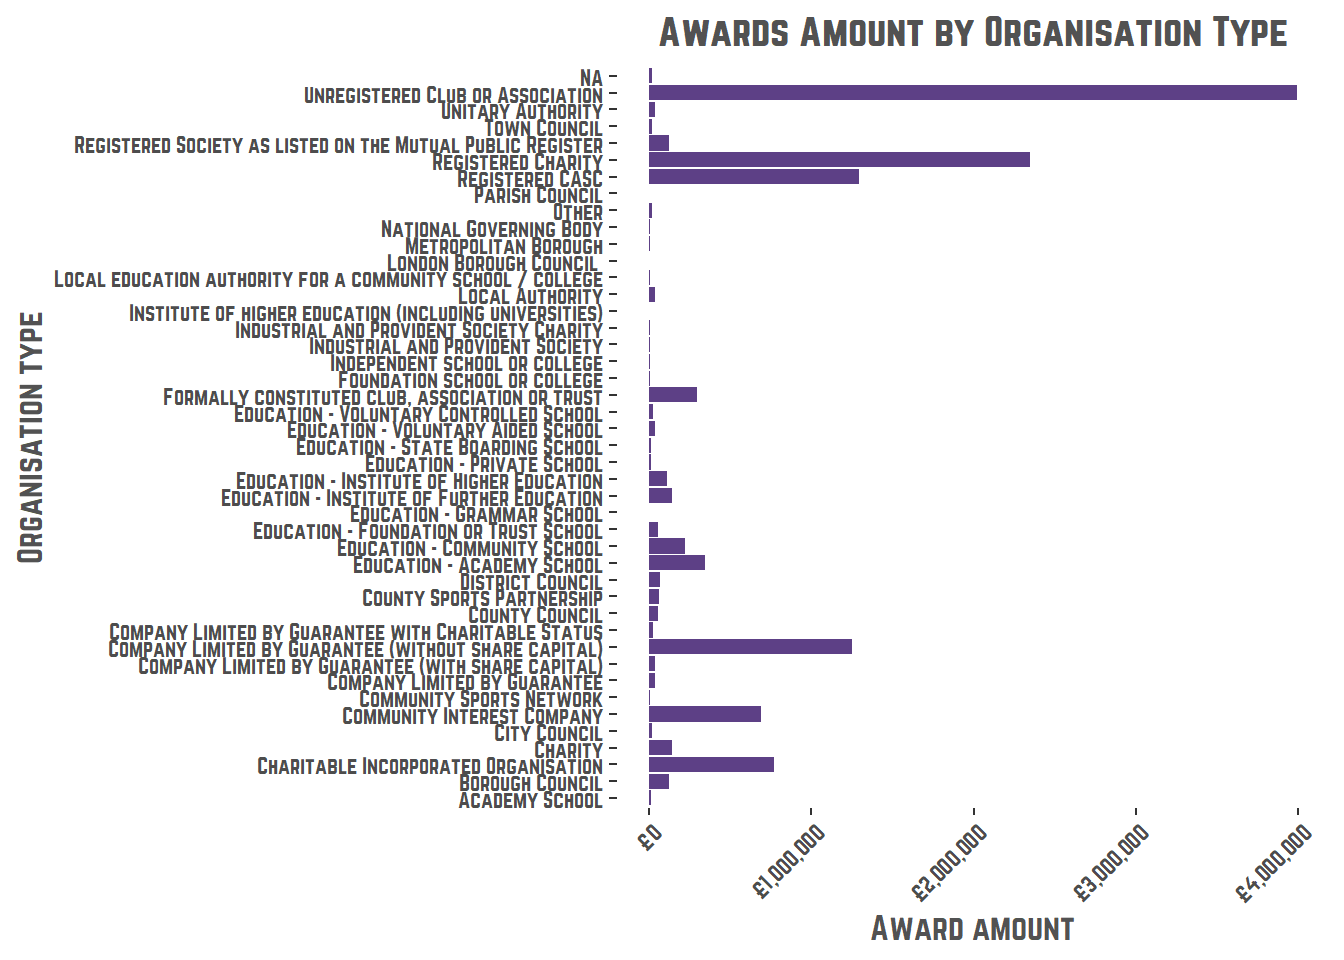 Awards Amount by Organisation Type
NA
Unregistered Club or Association
Unitary Authority
Town Council
Registered Society as listed on the Mutual Public Register
Registered Charity
Registered CASC
Parish Council
Other
National Governing Body
Metropolitan Borough
London Borough Council
Local education authority for a community school / college
Local Authority
Institute of higher education (including universities)
Industrial and Provident Society Charity
Industrial and Provident Society
Independent school or college
Foundation school or college
Formally constituted club, association or trust
Education - Voluntary Controlled School
Education - Voluntary Aided School
Education - State Boarding School
Education - Private School
Education - Institute of Higher Education
Education - Institute of Further Education
Education - Grammar School
Education - Foundation or Trust School
Education - Community School
Education - Academy School
District Council
County Sports Partnership
County Council
Company Limited by Guarantee with Charitable Status
Company Limited by Guarantee (without share capital)
Company Limited by Guarantee (with share capital)
Company Limited by Guarantee
Community Sports Network
Community Interest Company
City Council
Charity
Charitable Incorporated Organisation
Borough Council
Academy School
Organisation type
£0
£1,000,000
£2,000,000
£3,000,000
£4,000,000
Award amount